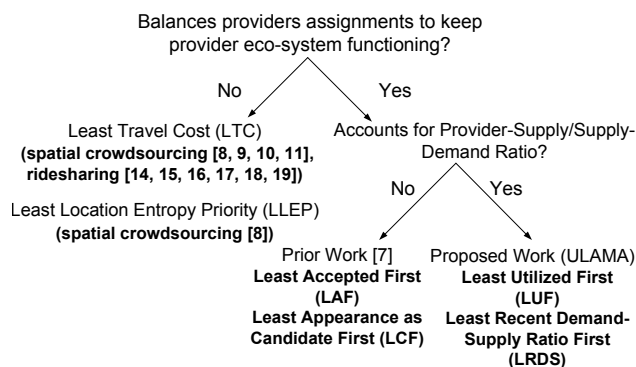 Balances providers assignments to keep
provider eco-system functioning?
No
Yes
Least Travel Cost (LTC)
(spatial crowdsourcing [8, 9, 10, 11],
ridesharing [14, 15, 16, 17, 18, 19])
Least Location Entropy Priority (LLEP)
(spatial crowdsourcing [8])
Accounts for Provider-Supply/Supply-
Demand Ratio?
No
Yes
Prior Work [7]
Least Accepted First
(LAF)
Least Appearance as
Candidate First (LCF)
Proposed Work (ULAMA)
Least Utilized First
(LUF)
Least Recent Demand-
Supply Ratio First
(LRDS)